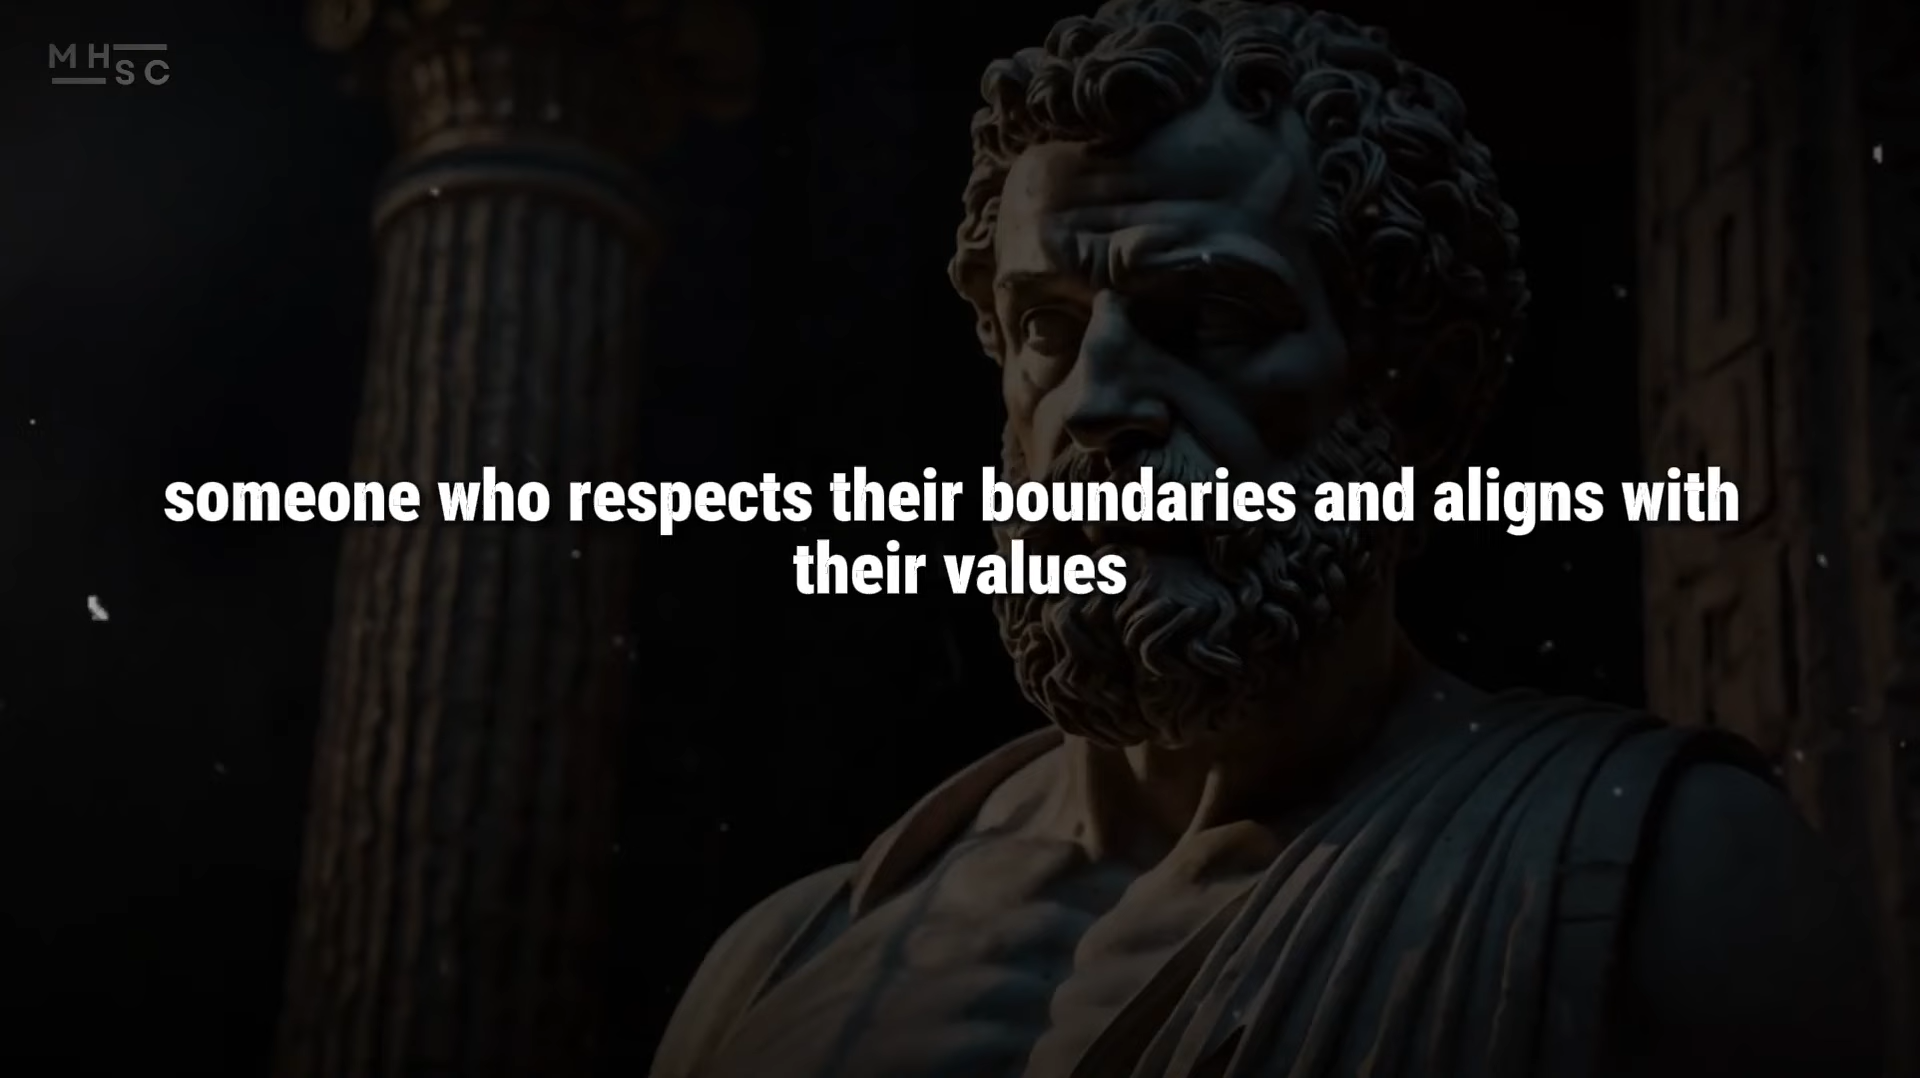 MH
SC
someone who respects their boundaries and aligns with
their values